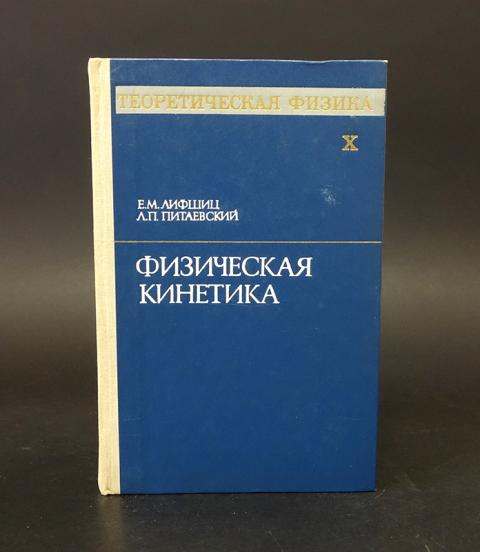 ТЕОРЕТИЧЕСКАЯ ФИЗИКА
X
Е.М.ЛИФШИЦ
Л.П.ПИТАЕВСКИЙ
ФИЗИЧЕСКАЯ
КИНЕТИКА